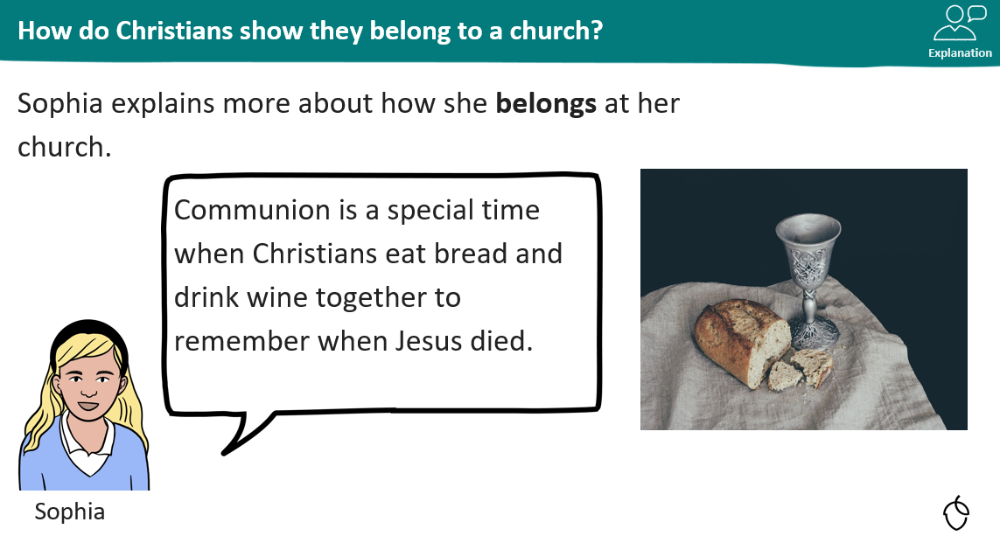 How do Christians show they belong to a church?
Explanation
Sophia explains more about how she belongs at her
church.
Communion is a special time
when Christians eat bread and
drink wine together to
remember when Jesus died.
Sophia